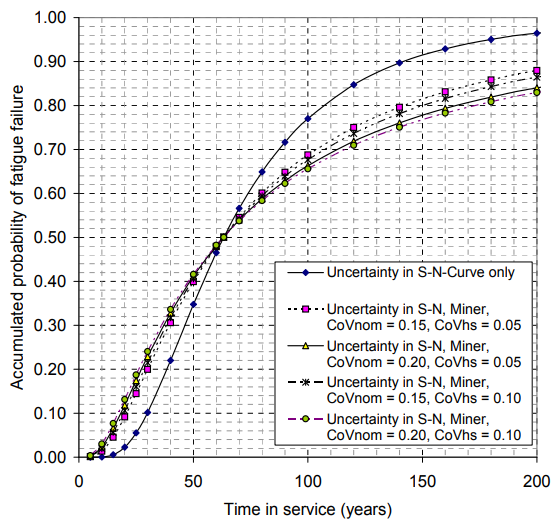 1.00
0.90
0.80
0.70
0.60
0.50
0.40
0.30
0.20
0.10
0.00
Accumulated probability of fatigue failure
Uncertainty in S-N-Curve only
Uncertainty in S-N, Miner,
CoVnom = 0.15, CoVhs = 0.05
Uncertainty in S-N, Miner,
CoVnom = 0.20, CoVhs = 0.05
Uncertainty in S-N, Miner,
CoVnom = 0.15, CoVhs = 0.10
Uncertainty in S-N, Miner,
CoVnom = 0.20, CoVhs = 0.10
0 50 100 150 200
Time in service (years)